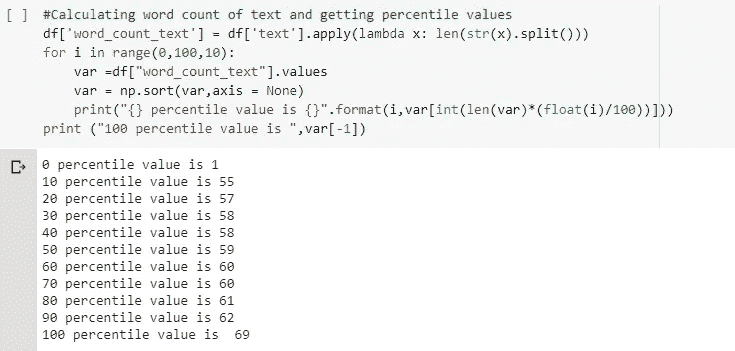 [ ] #Calculating word count of text and getting percentile values
df['word_count_text'] = df['text'].apply(lambda x: len(str(x).split()))
for i in range(0,100,10):
    var =df["word_count_text"].values
    var = np.sort(var,axis = None)
    print("{} percentile value is {}".format(i,var[int(len(var)*(float(i)/100))]))
print ("100 percentile value is ",var[-1])
0 percentile value is 1
10 percentile value is 55
20 percentile value is 57
30 percentile value is 58
40 percentile value is 58
50 percentile value is 59
60 percentile value is 60
70 percentile value is 60
80 percentile value is 61
90 percentile value is 62
100 percentile value is  69